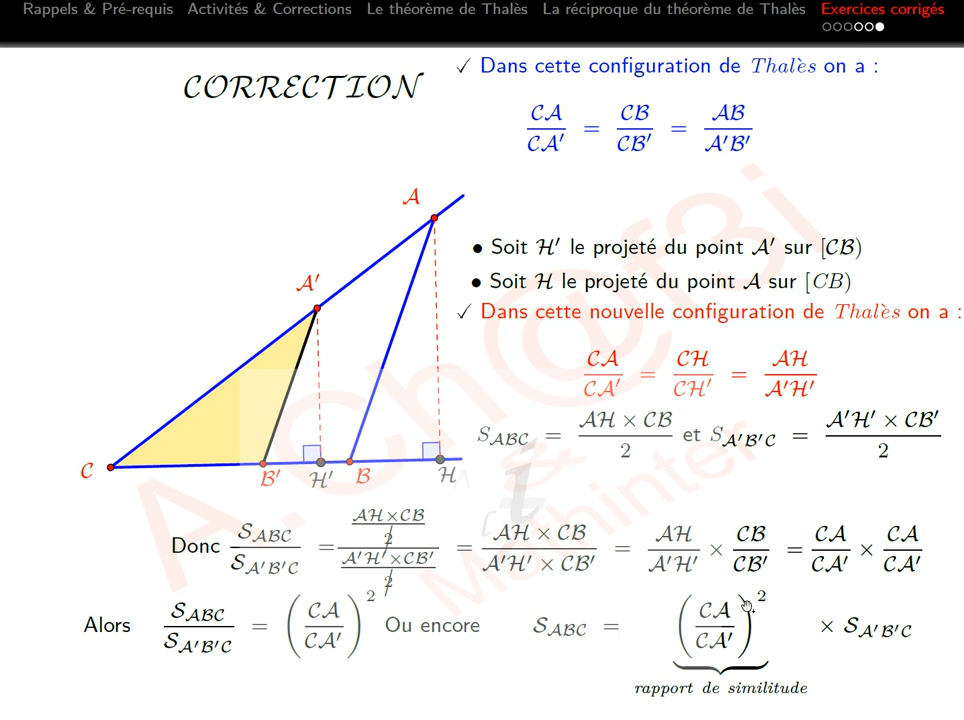 Rappels & Pré-requis Activités & Corrections Le théorème de Thalès La réciproque du théorème de Thalès Exercices corrigés
CORRECTION
✓ Dans cette configuration de Thalès on a :
CA/CA′ = CB/CB′ = AB/A′B′
A
A′
C
B′
H′
B
H
• Soit H′ le projeté du point A′ sur [CB)
• Soit H le projeté du point A sur [CB)
✓ Dans cette nouvelle configuration de Thalès on a :
CA/CA′ = CH/CH′ = AH/A′H′
S_ABC = (AH × CB)/2 et S_A′B′C = (A′H′ × CB′)/2
Donc S_ABC/S_A′B′C = ((AH×CB)/2)/((A′H′×CB′)/2) = (AH × CB)/(A′H′ × CB′) = AH/A′H′ × CB/CB′ = CA/CA′ × CA/CA′
Alors S_ABC/S_A′B′C = (CA/CA′)² Ou encore S_ABC = (CA/CA′)² × S_A′B′C
rapport de similitude
A.Ch@f3i
&
Mathinter